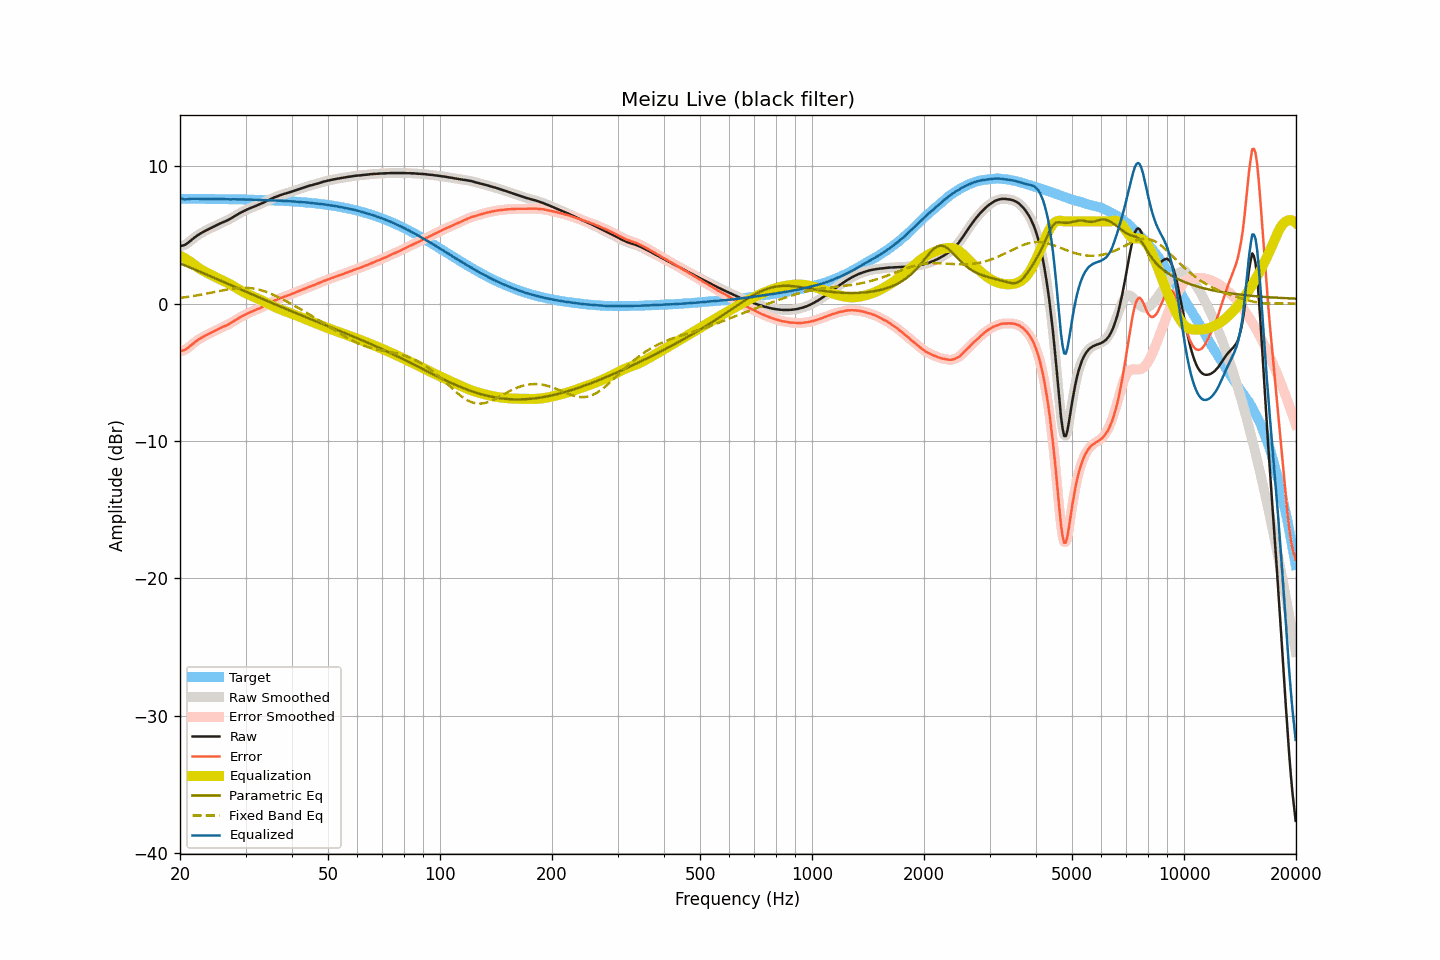 Meizu Live (black filter)
10
0
−10
−20
−30
−40
Amplitude (dBr)
Target
Raw Smoothed
Error Smoothed
Raw
Error
Equalization
Parametric Eq
Fixed Band Eq
Equalized
20 50 100 200 500 1000 2000 5000 10000 20000
Frequency (Hz)